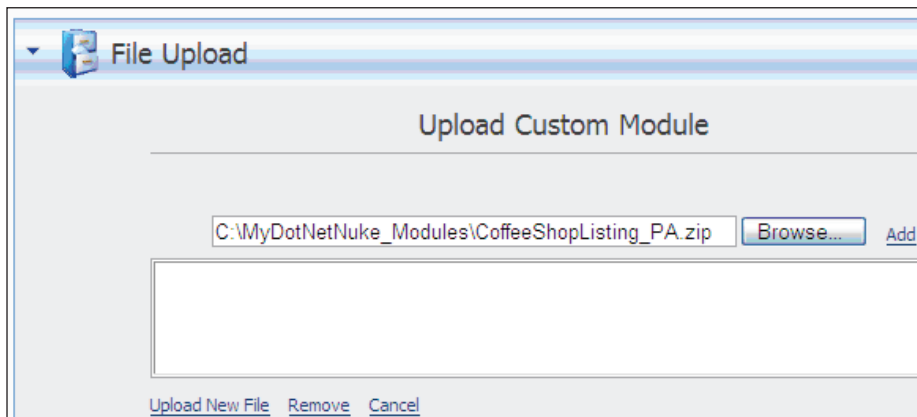 File Upload
Upload Custom Module
C:\MyDotNetNuke_Modules\CoffeeShopListing_PA.zip Browse... Add
Upload New File Remove Cancel